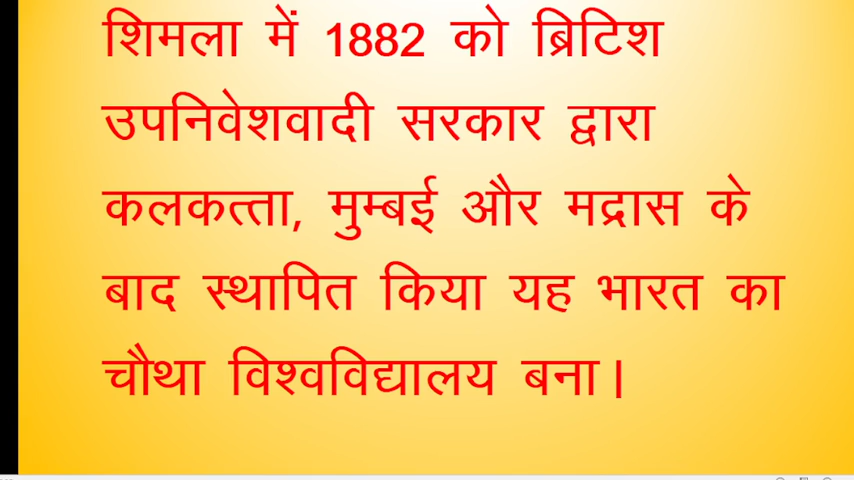 शिमला में 1882 को ब्रिटिश
उपनिवेशवादी सरकार द्वारा
कलकत्ता, मुम्बई और मद्रास के
बाद स्थापित किया यह भारत का
चौथा विश्वविद्यालय बना।